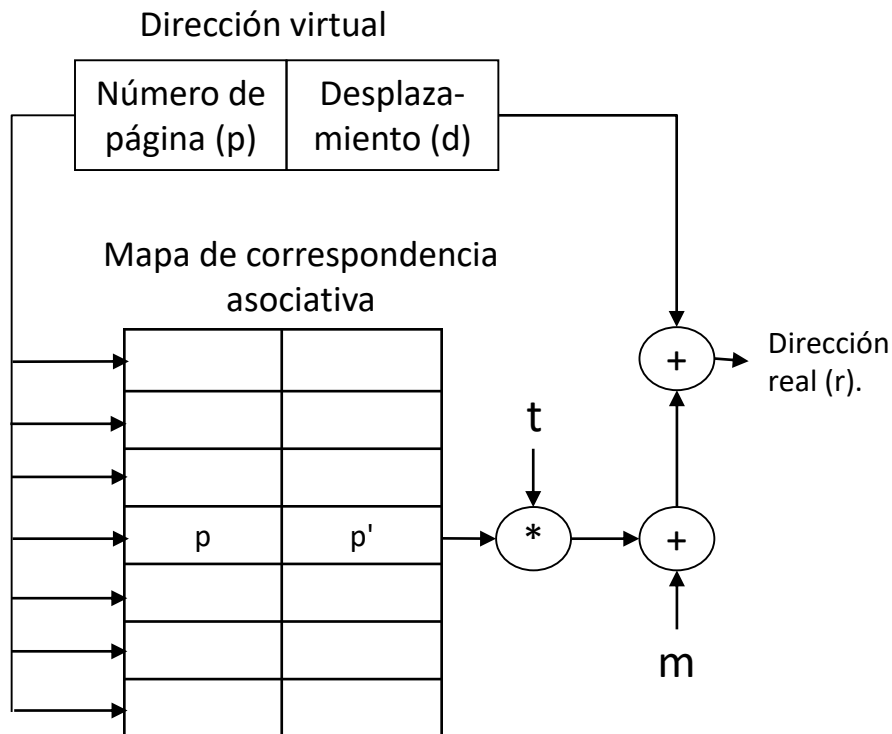 Dirección virtual
Número de
página (p)
Desplaza-
miento (d)
Mapa de correspondencia
asociativa
+
Dirección
real (r).
t
p
p'
*
+
m